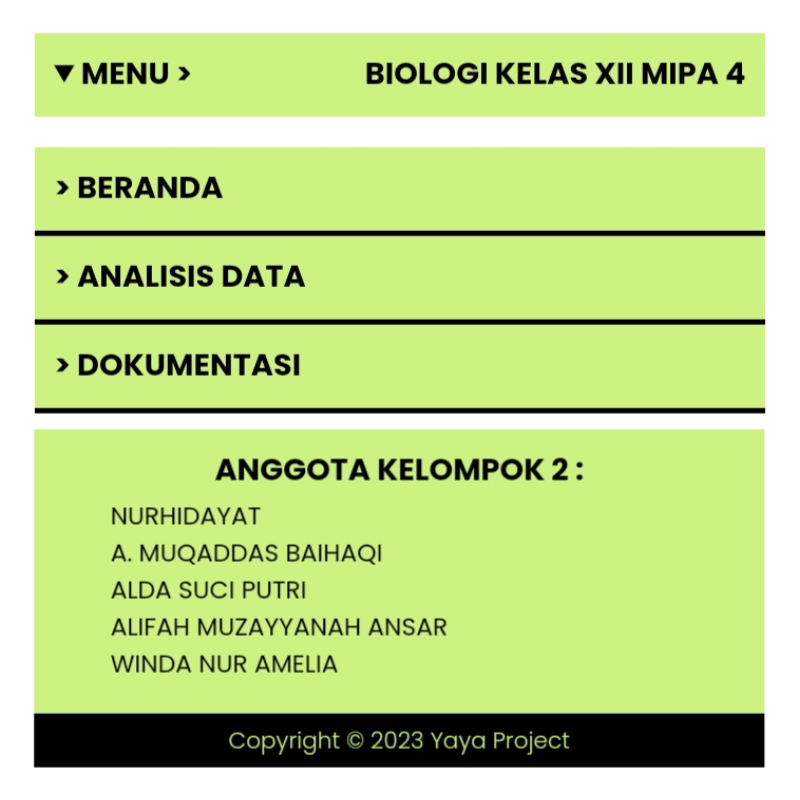 ▼ MENU >
BIOLOGI KELAS XII MIPA 4
> BERANDA
> ANALISIS DATA
> DOKUMENTASI
ANGGOTA KELOMPOK 2 :
NURHIDAYAT
A. MUQADDAS BAIHAQI
ALDA SUCI PUTRI
ALIFAH MUZAYYANAH ANSAR
WINDA NUR AMELIA
Copyright © 2023 Yaya Project